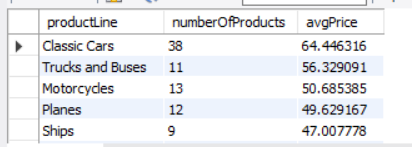 productLine numberOfProducts avgPrice
Classic Cars 38 64.446316
Trucks and Buses 11 56.329091
Motorcycles 13 50.685385
Planes 12 49.629167
Ships 9 47.007778